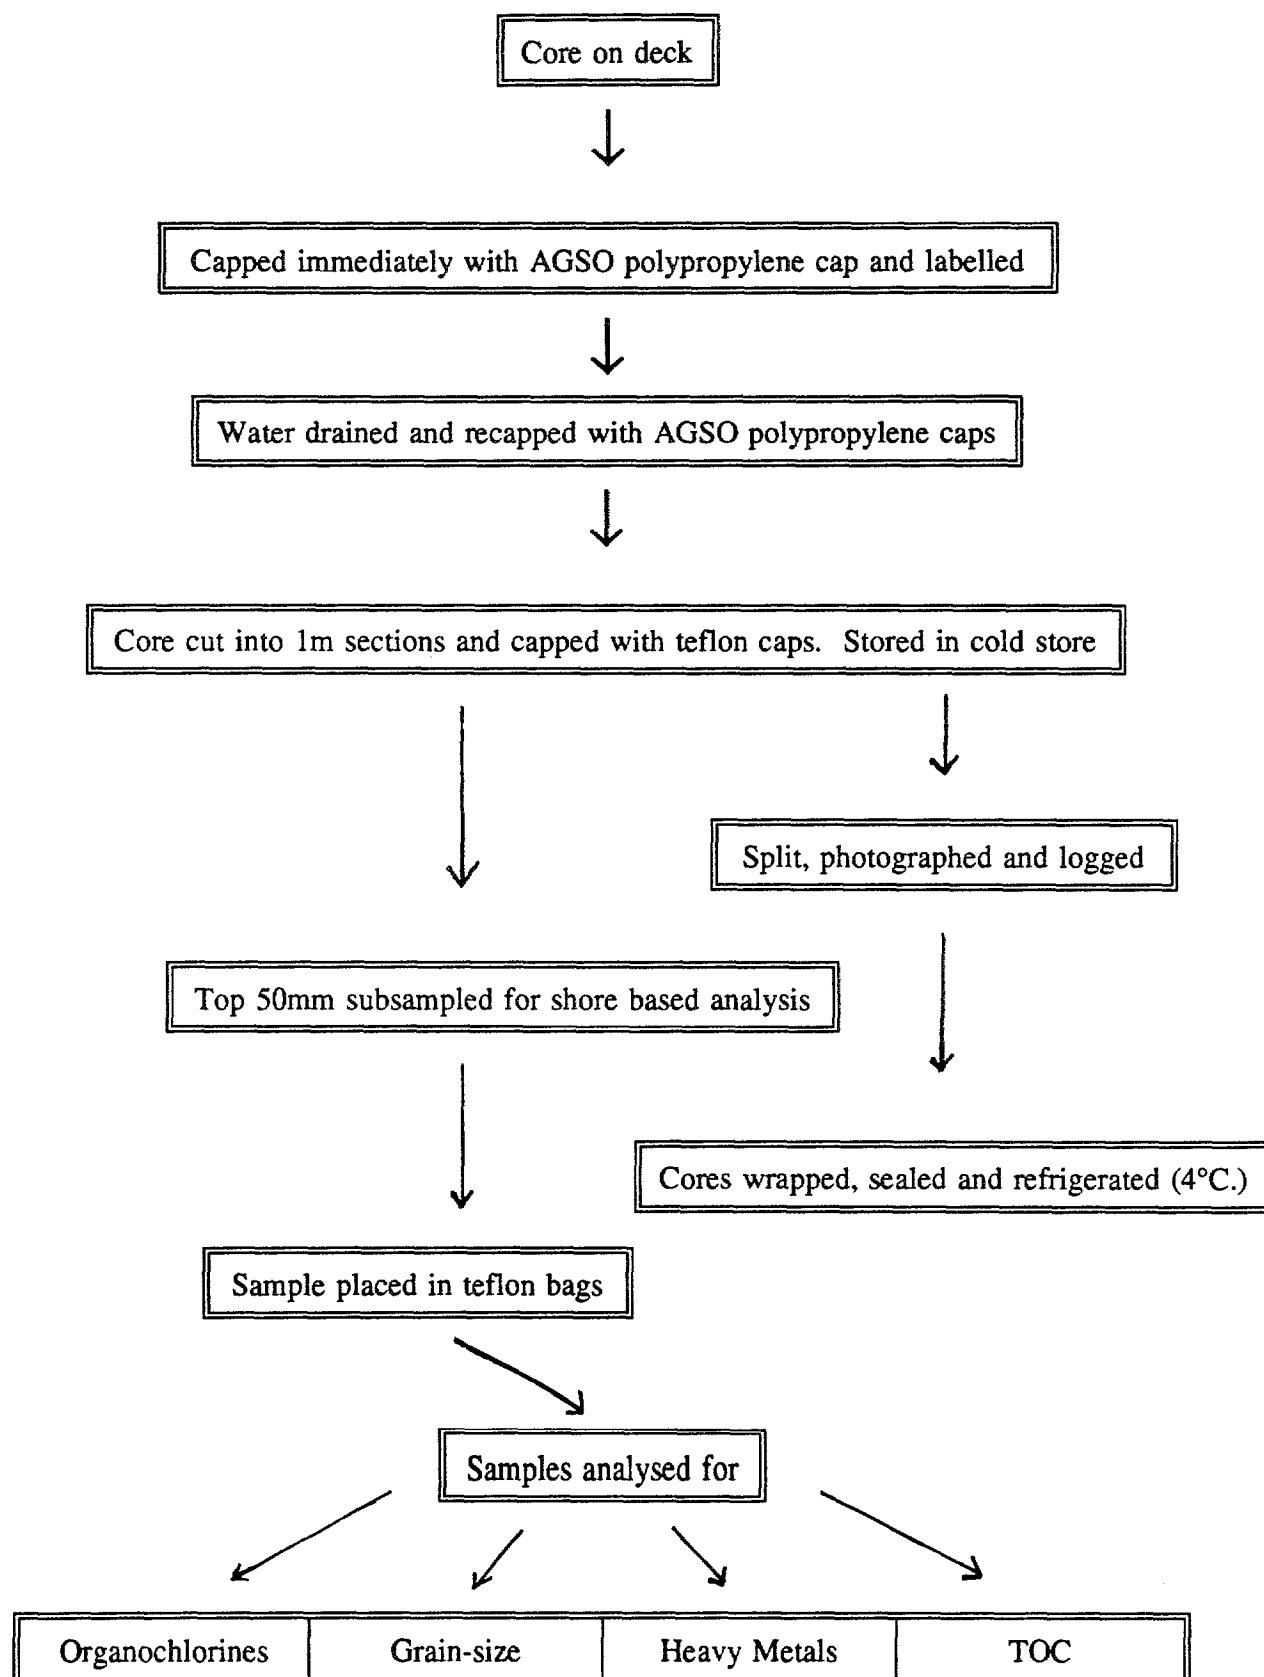 Core on deck
Capped immediately with AGSO polypropylene cap and labelled
Water drained and recapped with AGSO polypropylene caps
Core cut into 1m sections and capped with teflon caps. Stored in cold store
Split, photographed and logged
Top 50mm subsampled for shore based analysis
Cores wrapped, sealed and refrigerated (4°C.)
Sample placed in teflon bags
Samples analysed for
Organochlorines
Grain-size
Heavy Metals
TOC